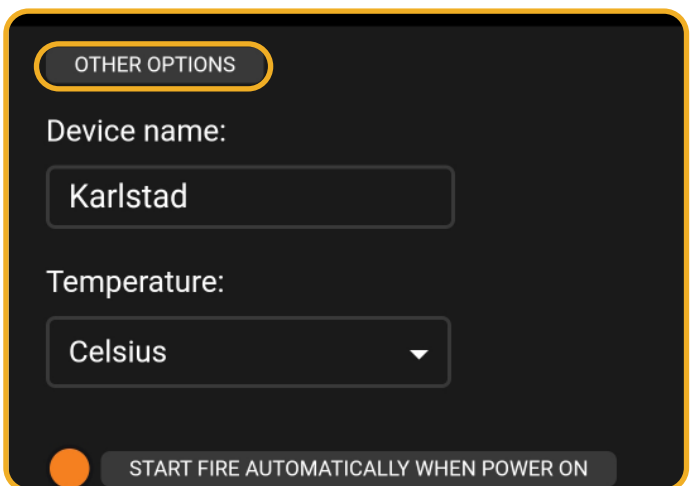 OTHER OPTIONS
Device name:
Karlstad
Temperature:
Celsius
START FIRE AUTOMATICALLY WHEN POWER ON